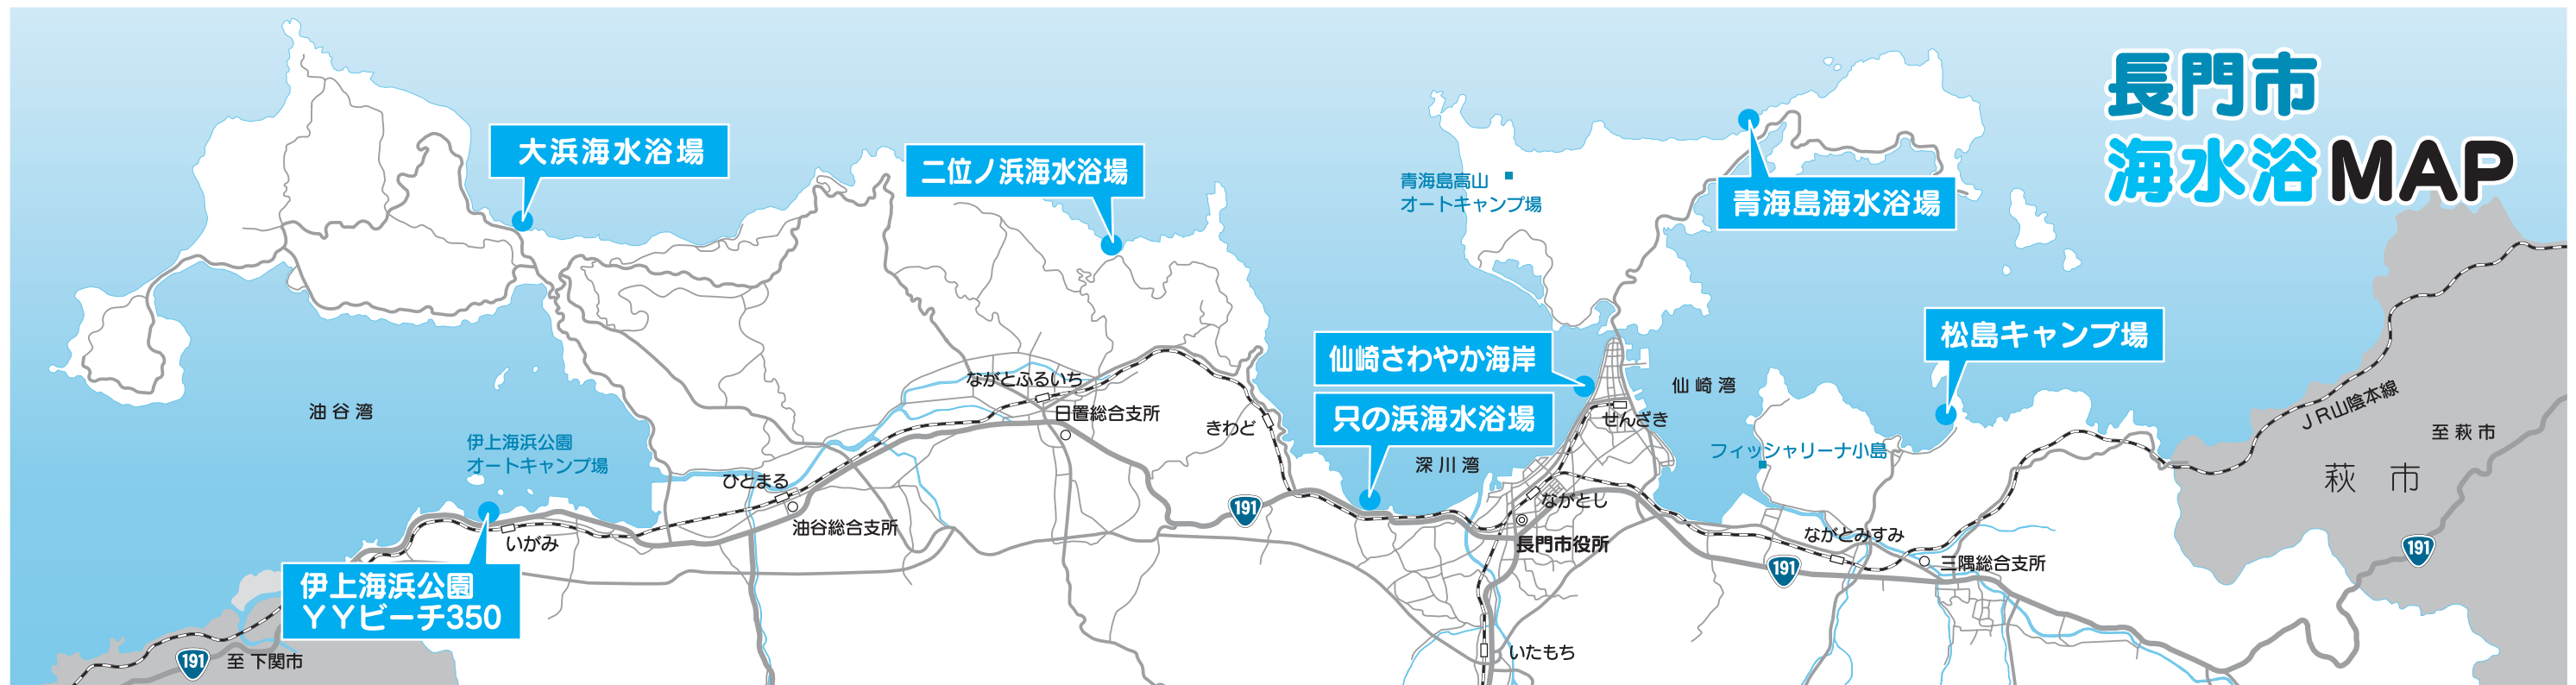 長門市
海水浴MAP
大浜海水浴場
二位ノ浜海水浴場
青海島高山
オートキャンプ場
青海島海水浴場
仙崎さわやか海岸
只の浜海水浴場
松島キャンプ場
伊上海浜公園
YYビーチ350
油谷湾
伊上海浜公園
オートキャンプ場
いがみ
ひとまる
油谷総合支所
ながとふるいち
日置総合支所
きわど
191
深川湾
せんざき
仙崎湾
フィッシャリーナ小島
ながとし
長門市役所
いたもち
ながとみすみ
三隅総合支所
191
JR山陰本線
至萩市
萩市
191
191
至 下関市